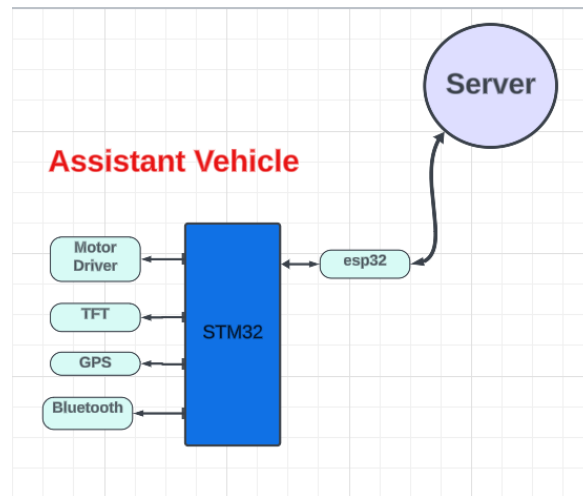 Server
Assistant Vehicle
Motor
Driver
esp32
TFT
STM32
GPS
Bluetooth